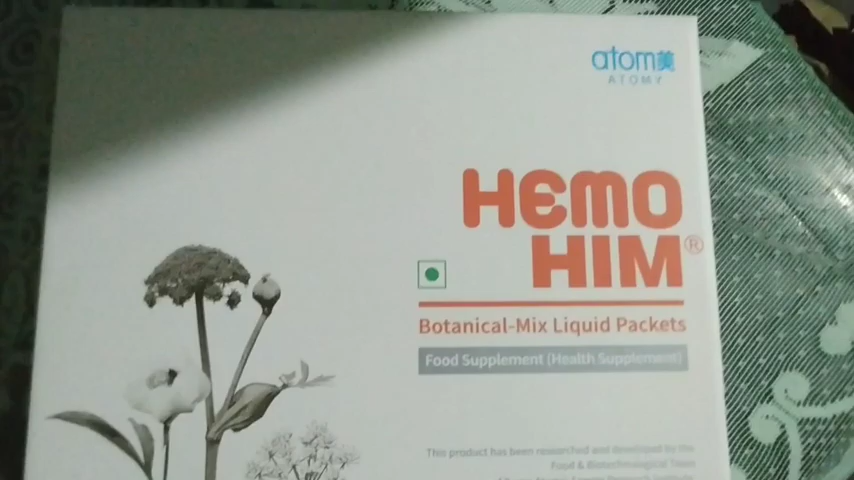 atom美
ATOMY
HEMO
HIM®
Botanical-Mix Liquid Packets
Food Supplement (Health Supplement)
This product has been researched and developed by the
Food & Biotechnological Team